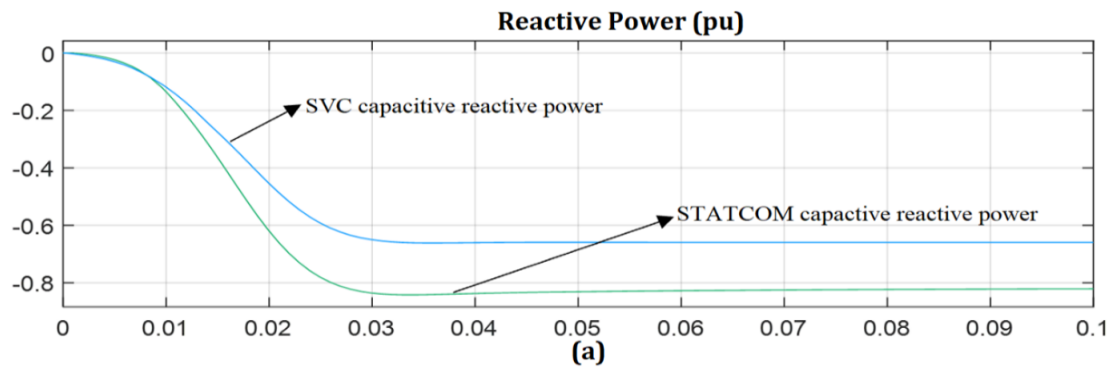 Reactive Power (pu)
0
SVC capacitive reactive power
-0.2
-0.4
STATCOM capactive reactive power
-0.6
-0.8
0 0.01 0.02 0.03 0.04 0.05 0.06 0.07 0.08 0.09 0.1
(a)